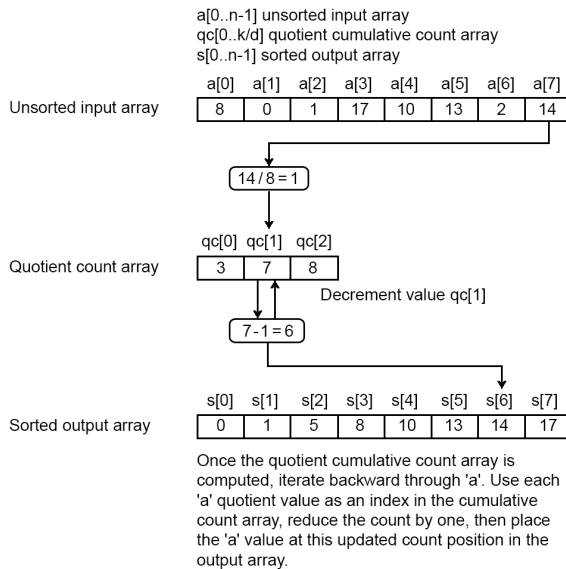 a[0..n-1] unsorted input array
qc[0..k/d] quotient cumulative count array
s[0..n-1] sorted output array
a[0] a[1] a[2] a[3] a[4] a[5] a[6] a[7]
Unsorted input array 8 0 1 17 10 13 2 14
14 / 8 = 1
qc[0] qc[1] qc[2]
Quotient count array 3 7 8
Decrement value qc[1]
7 - 1 = 6
s[0] s[1] s[2] s[3] s[4] s[5] s[6] s[7]
Sorted output array 0 1 5 8 10 13 14 17
Once the quotient cumulative count array is
computed, iterate backward through 'a'. Use each
'a' quotient value as an index in the cumulative
count array, reduce the count by one, then place
the 'a' value at this updated count position in the
output array.